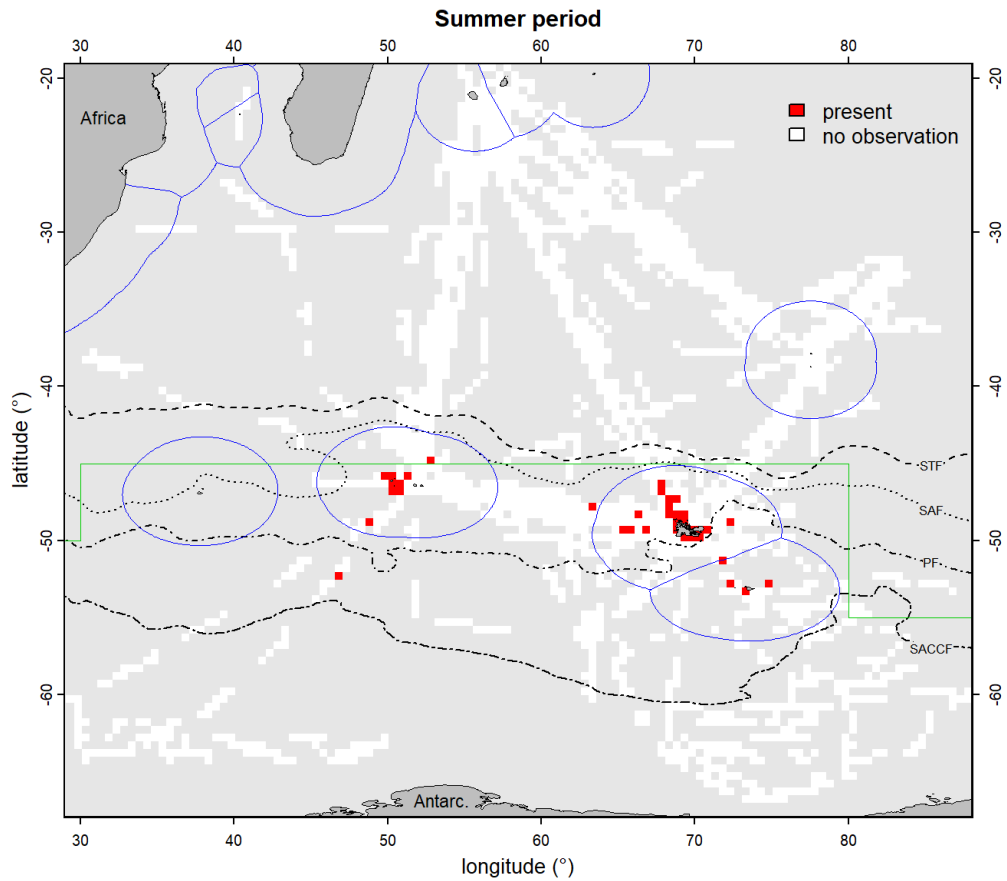 Summer period
30 40 50 60 70 80
-20 -20
Africa
present
no observation
-30 -30
-40 -40
latitude (°)
STF
SAF
-50 -50
PF
SACCF
-60 -60
Antarc.
30 40 50 60 70 80
longitude (°)